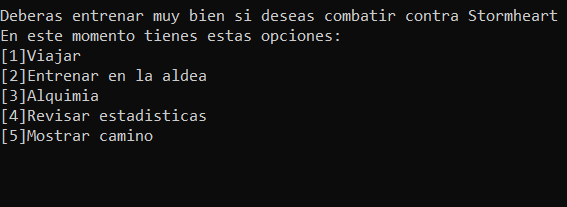 Deberas entrenar muy bien si deseas combatir contra Stormheart
En este momento tienes estas opciones:
[1]Viajar
[2]Entrenar en la aldea
[3]Alquimia
[4]Revisar estadisticas
[5]Mostrar camino